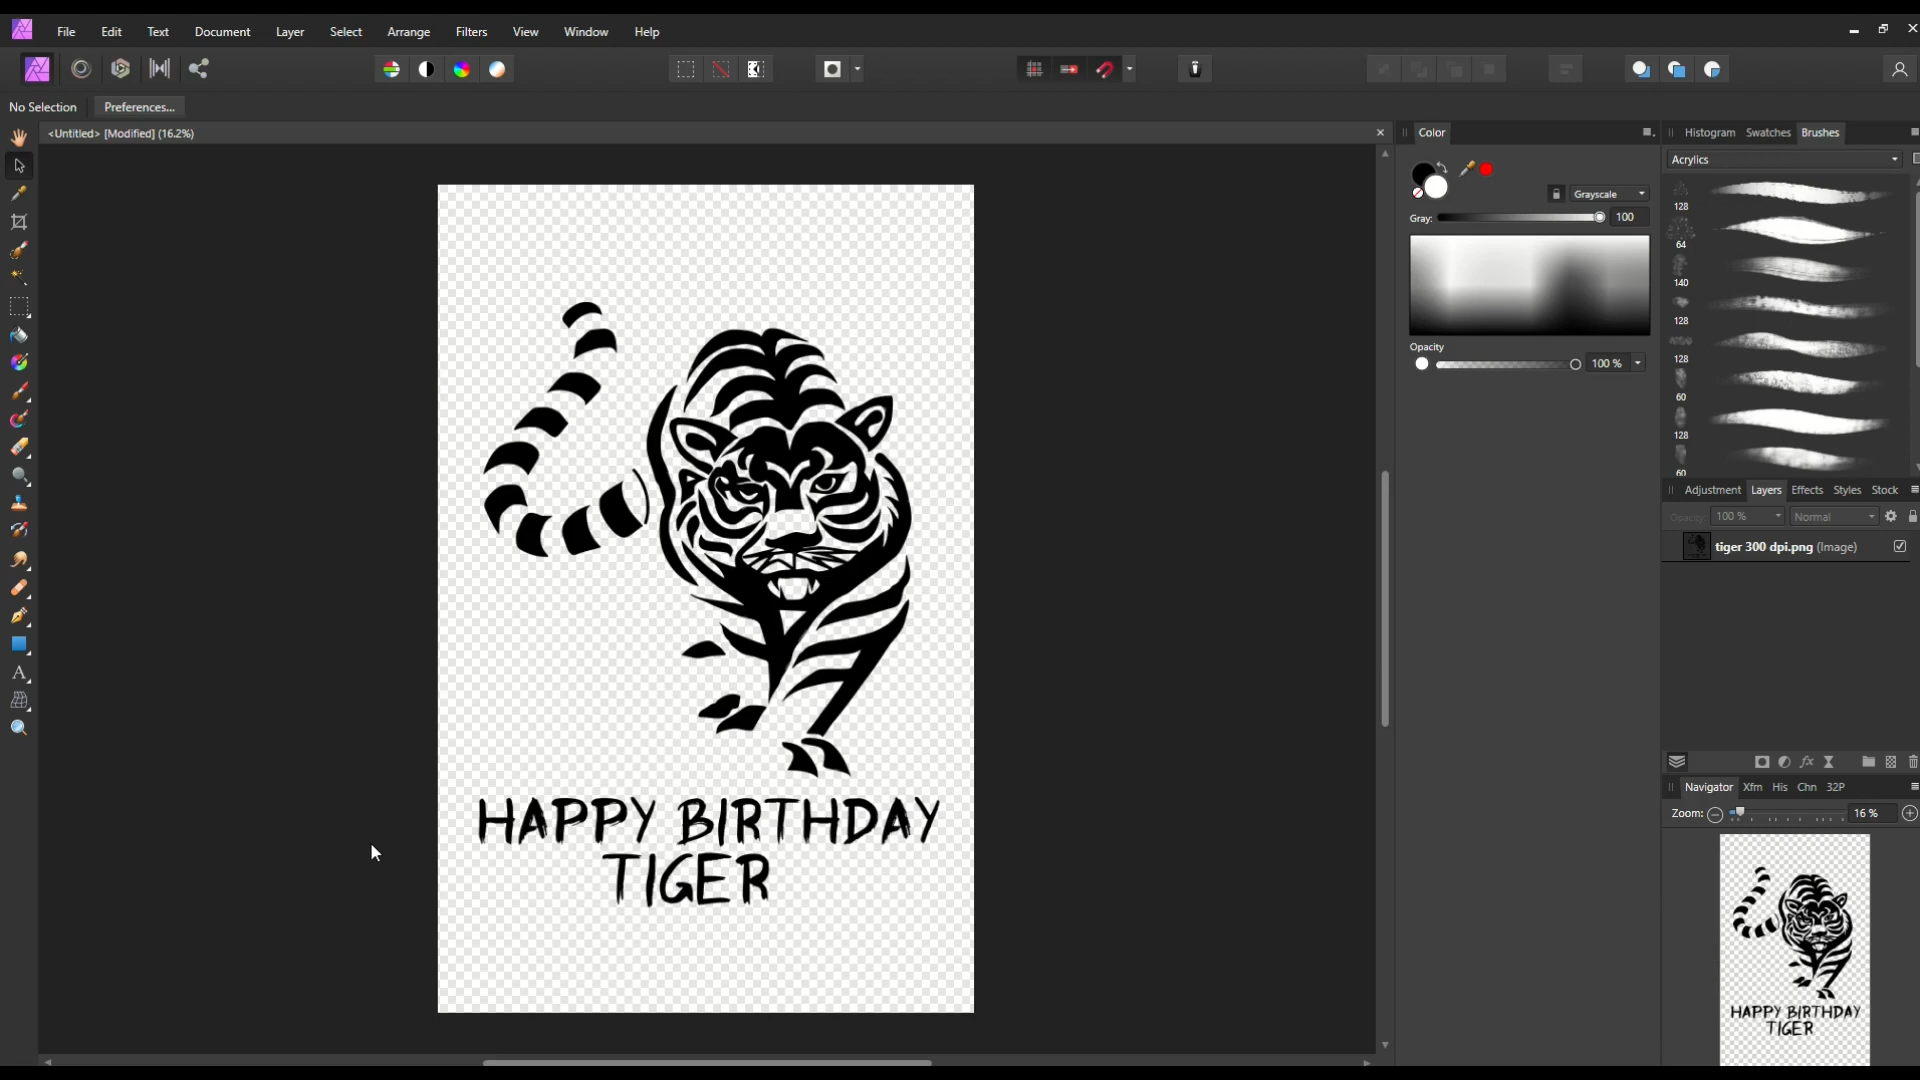 File Edit Text Document Layer Select Arrange Filters View Window Help
No Selection Preferences...
<Untitled> [Modified] (16.2%)
Color
Grayscale
Gray: 100
Opacity
100 %
Histogram Swatches Brushes
Acrylics
128
64
140
128
128
60
128
60
Adjustment Layers Effects Styles Stock
Opacity: 100 % Normal
tiger 300 dpi.png (Image)
Navigator Xfm His Chn 32P
Zoom: 16 %
HAPPY BIRTHDAY
TIGER
HAPPY BIRTHDAY
TIGER